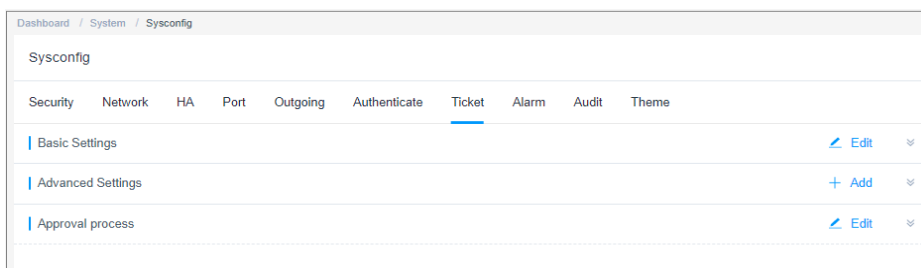 Dashboard / System / Sysconfig
Sysconfig
Security Network HA Port Outgoing Authenticate Ticket Alarm Audit Theme
Basic Settings Edit
Advanced Settings + Add
Approval process Edit